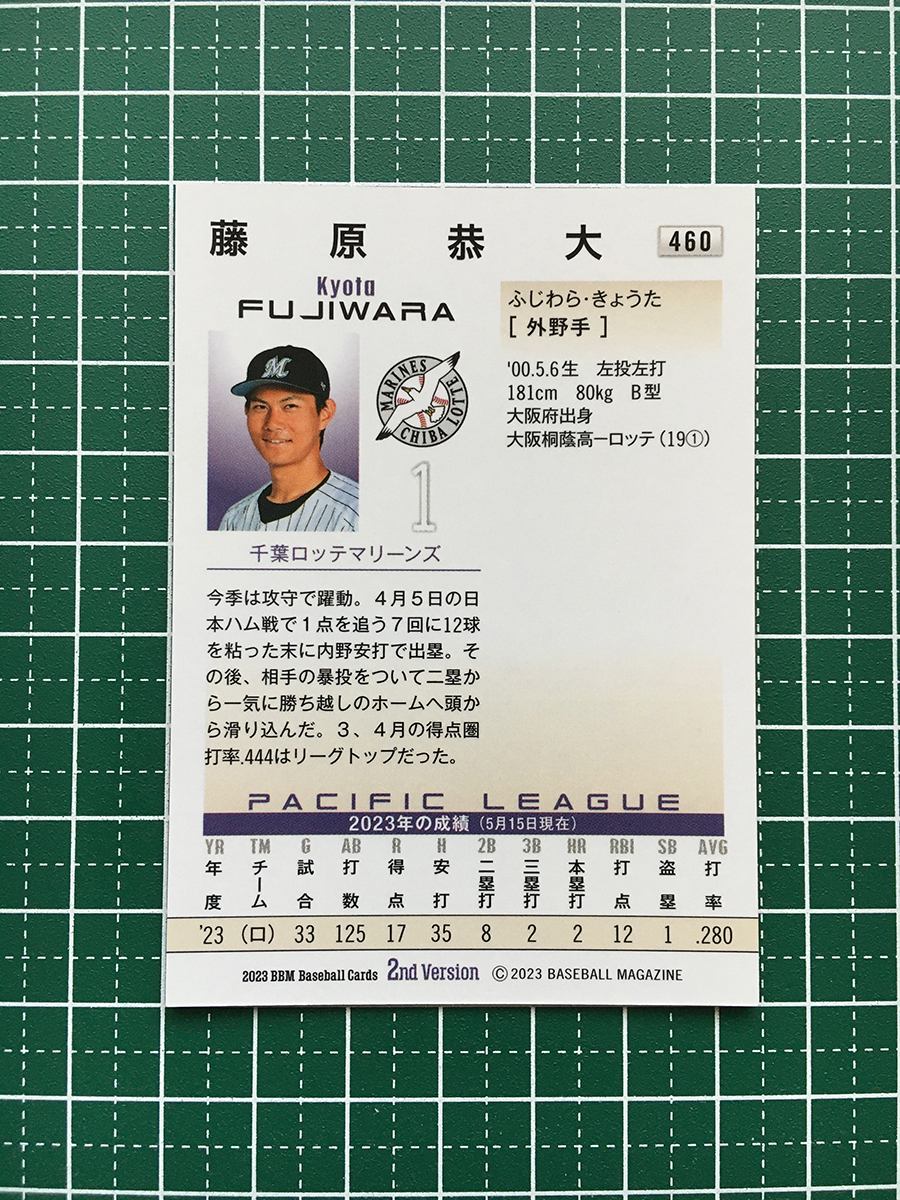 藤原恭大 460
Kyota
FUJIWARA
ふじわら・きょうた
[ 外野手 ]
'00.5.6生 左投左打
181cm 80kg B型
大阪府出身
大阪桐蔭高―ロッテ(19①)
M
MARINES
CHIBA LOTTE
1
千葉ロッテマリーンズ
今季は攻守で躍動。4月5日の日
本ハム戦で1点を追う7回に12球
を粘った末に内野安打で出塁。そ
の後、相手の暴投をついて二塁か
ら一気に勝ち越しのホームへ頭か
ら滑り込んだ。3、4月の得点圏
打率.444はリーグトップだった。
PACIFIC LEAGUE
2023年の成績(5月15日現在)
YR TM G AB R H 2B 3B HR RBI SB AVG
年度 チーム 試合 打数 得点 安打 二塁打 三塁打 本塁打 打点 盗塁 打率
'23 (ロ) 33 125 17 35 8 2 2 12 1 .280
2023 BBM Baseball Cards 2nd Version ©2023 BASEBALL MAGAZINE